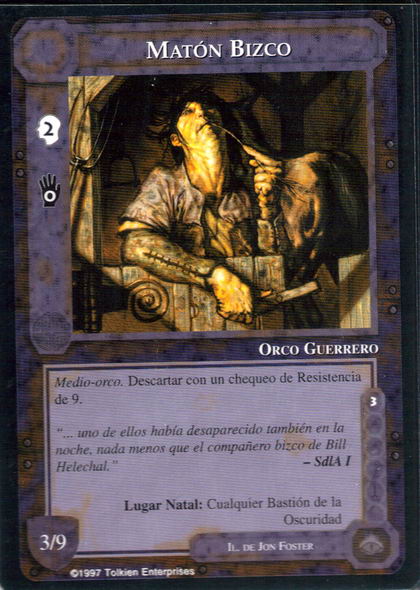 MATÓN BIZCO
2
0
ORCO GUERRERO
Medio-orco. Descartar con un chequeo de Resistencia
de 9.
3
"... uno de ellos había desaparecido también en la
noche, nada menos que el compañero bizco de Bill
Helechal."
– SdlA I
Lugar Natal: Cualquier Bastión de la
Oscuridad
3/9
IL. DE JON FOSTER
©1997 Tolkien Enterprises